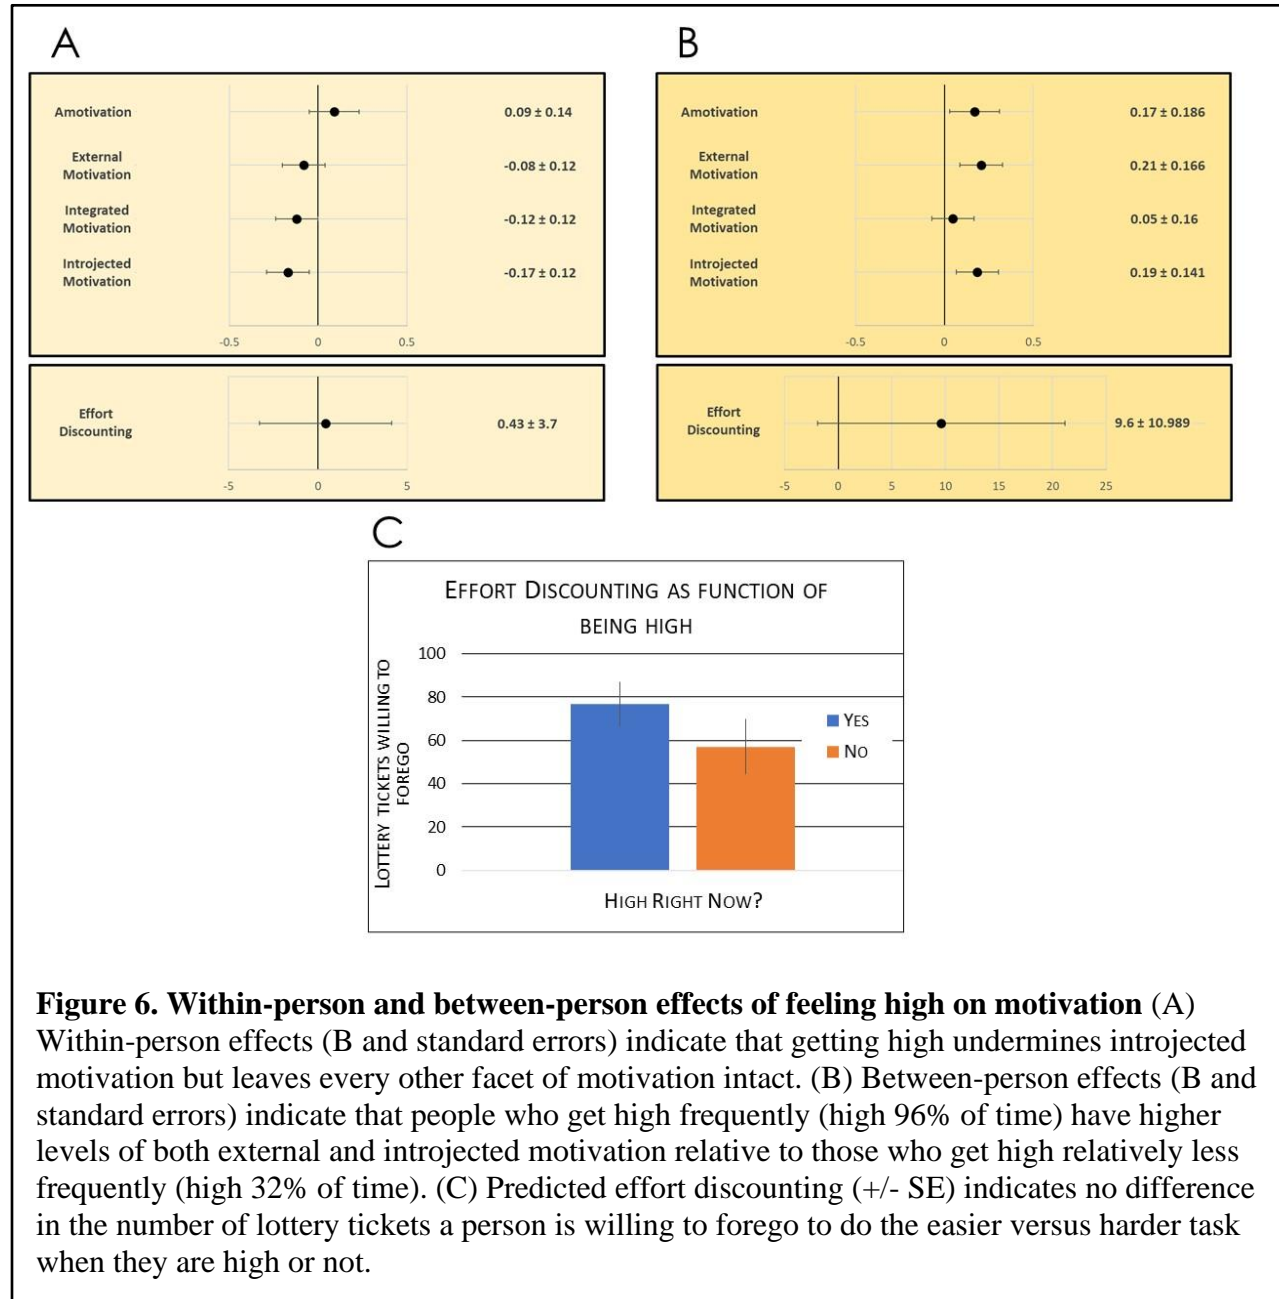 A
Amotivation
0.09 ± 0.14
External
Motivation
-0.08 ± 0.12
Integrated
Motivation
-0.12 ± 0.12
Introjected
Motivation
-0.17 ± 0.12
-0.5
0
0.5
Effort
Discounting
0.43 ± 3.7
-5
0
5
B
Amotivation
0.17 ± 0.186
External
Motivation
0.21 ± 0.166
Integrated
Motivation
0.05 ± 0.16
Introjected
Motivation
0.19 ± 0.141
-0.5
0
0.5
Effort
Discounting
9.6 ± 10.989
-5
0
5
10
15
20
25
C
EFFORT DISCOUNTING AS FUNCTION OF
BEING HIGH
LOTTERY TICKETS WILLING TO
FOREGO
100
80
60
40
20
0
YES
NO
HIGH RIGHT NOW?
Figure 6. Within-person and between-person effects of feeling high on motivation (A)
Within-person effects (B and standard errors) indicate that getting high undermines introjected
motivation but leaves every other facet of motivation intact. (B) Between-person effects (B and
standard errors) indicate that people who get high frequently (high 96% of time) have higher
levels of both external and introjected motivation relative to those who get high relatively less
frequently (high 32% of time). (C) Predicted effort discounting (+/- SE) indicates no difference
in the number of lottery tickets a person is willing to forego to do the easier versus harder task
when they are high or not.